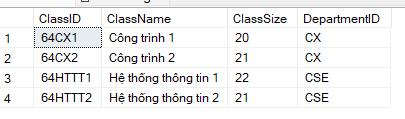 ClassID ClassName ClassSize DepartmentID
1 64CX1 Công trình 1 20 CX
2 64CX2 Công trình 2 21 CX
3 64HTTT1 Hệ thống thông tin 1 22 CSE
4 64HTTT2 Hệ thống thông tin 2 21 CSE